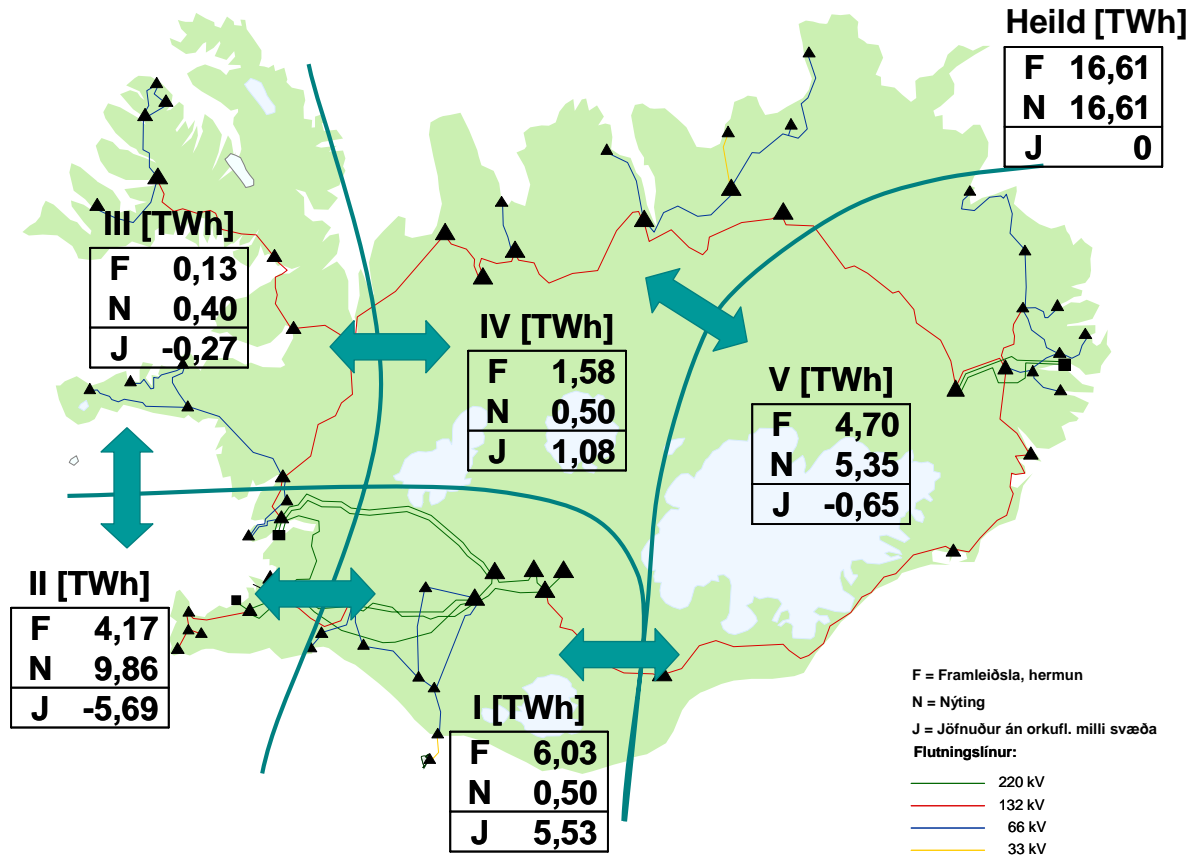 Heild [TWh]
F 16,61
N 16,61
J 0
III [TWh]
F 0,13
N 0,40
J -0,27
IV [TWh]
F 1,58
N 0,50
J 1,08
V [TWh]
F 4,70
N 5,35
J -0,65
II [TWh]
F 4,17
N 9,86
J -5,69
I [TWh]
F 6,03
N 0,50
J 5,53
F = Framleiðsla, hermun
N = Nýting
J = Jöfnuður án orkufl. milli svæða
Flutningslínur:
220 kV
132 kV
66 kV
33 kV